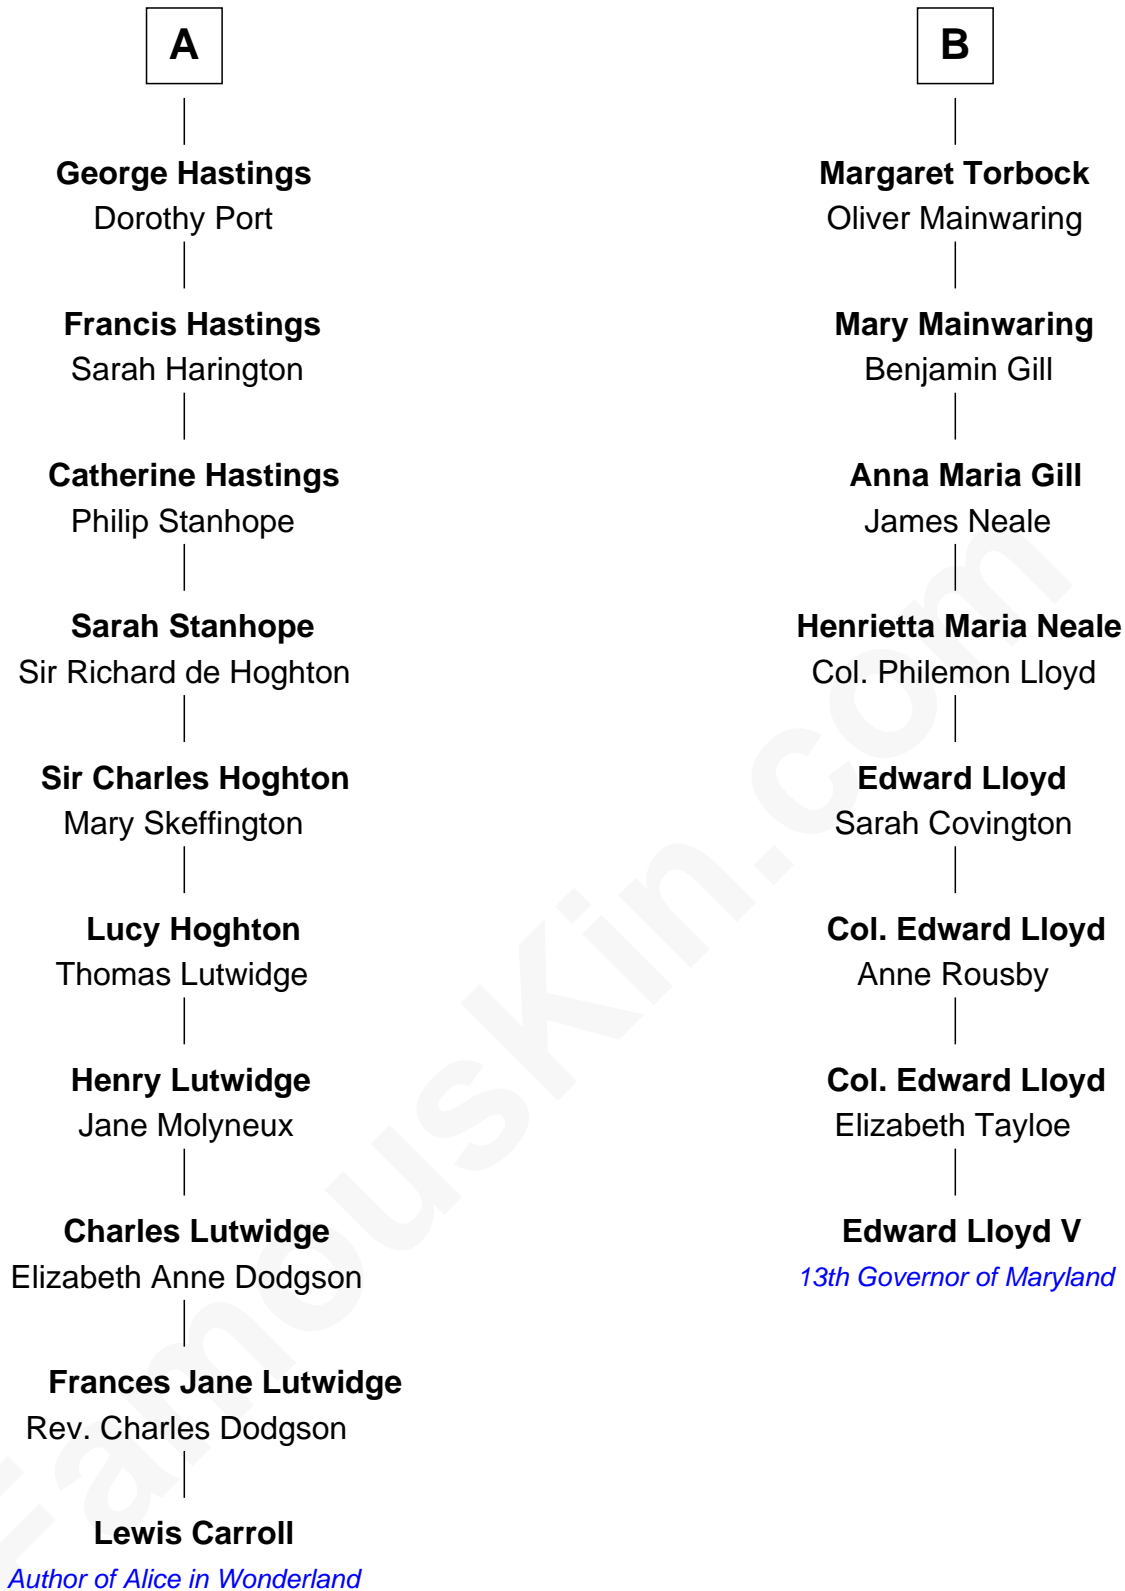 A
George Hastings
Dorothy Port
Francis Hastings
Sarah Harington
Catherine Hastings
Philip Stanhope
Sarah Stanhope
Sir Richard de Hoghton
Sir Charles Hoghton
Mary Skeffington
Lucy Hoghton
Thomas Lutwidge
Henry Lutwidge
Jane Molyneux
Charles Lutwidge
Elizabeth Anne Dodgson
Frances Jane Lutwidge
Rev. Charles Dodgson
Lewis Carroll
Author of Alice in Wonderland
B
Margaret Torbock
Oliver Mainwaring
Mary Mainwaring
Benjamin Gill
Anna Maria Gill
James Neale
Henrietta Maria Neale
Col. Philemon Lloyd
Edward Lloyd
Sarah Covington
Col. Edward Lloyd
Anne Rousby
Col. Edward Lloyd
Elizabeth Tayloe
Edward Lloyd V
13th Governor of Maryland
FamousKin.com